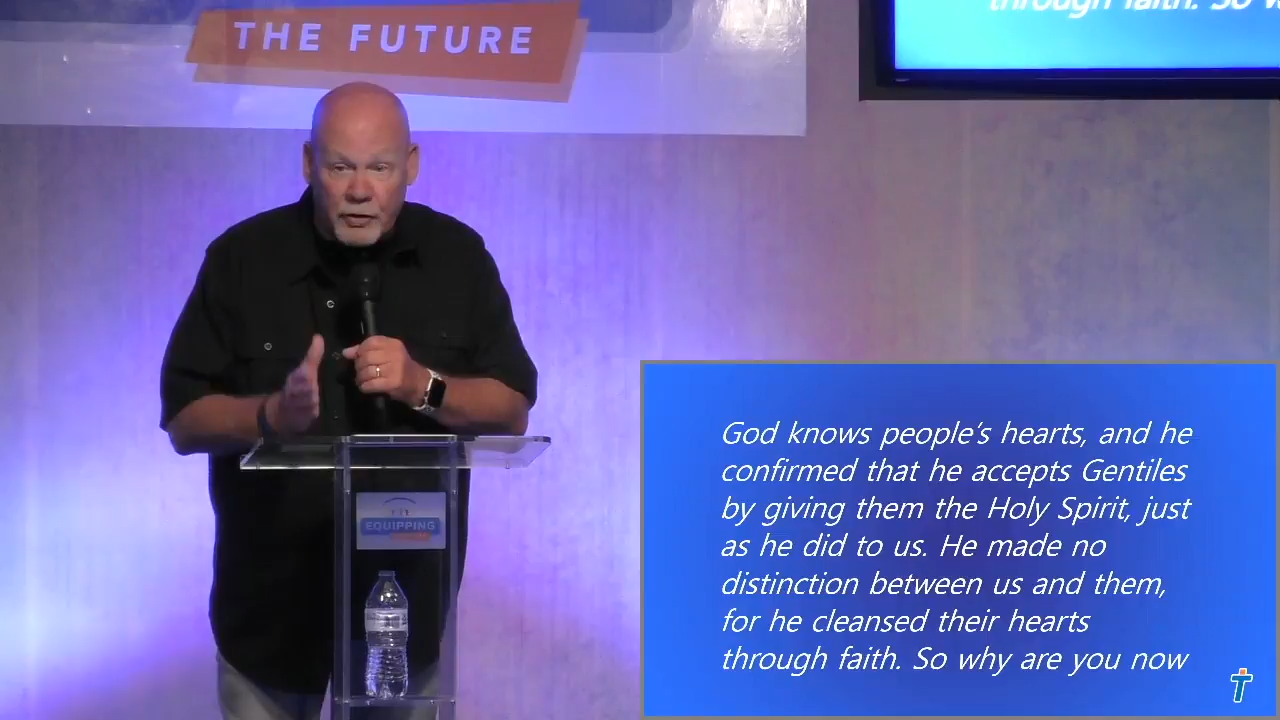 THE FUTURE
through faith. So
EQUIPPING
God knows people's hearts, and he
confirmed that he accepts Gentiles
by giving them the Holy Spirit, just
as he did to us. He made no
distinction between us and them,
for he cleansed their hearts
through faith. So why are you now